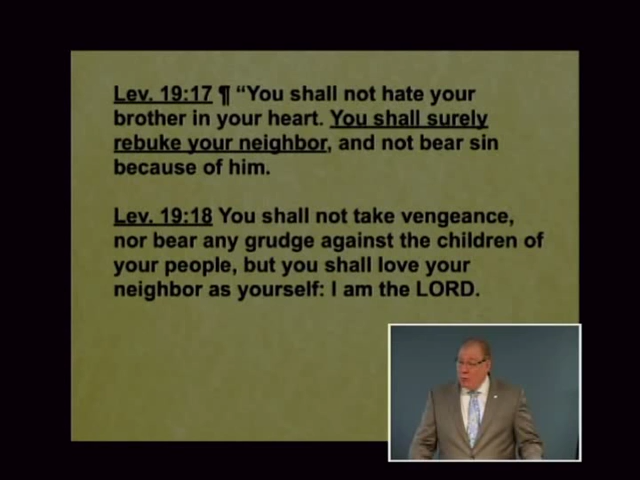 Lev. 19:17 ¶ “You shall not hate your
brother in your heart. You shall surely
rebuke your neighbor, and not bear sin
because of him.
Lev. 19:18 You shall not take vengeance,
nor bear any grudge against the children of
your people, but you shall love your
neighbor as yourself: I am the LORD.